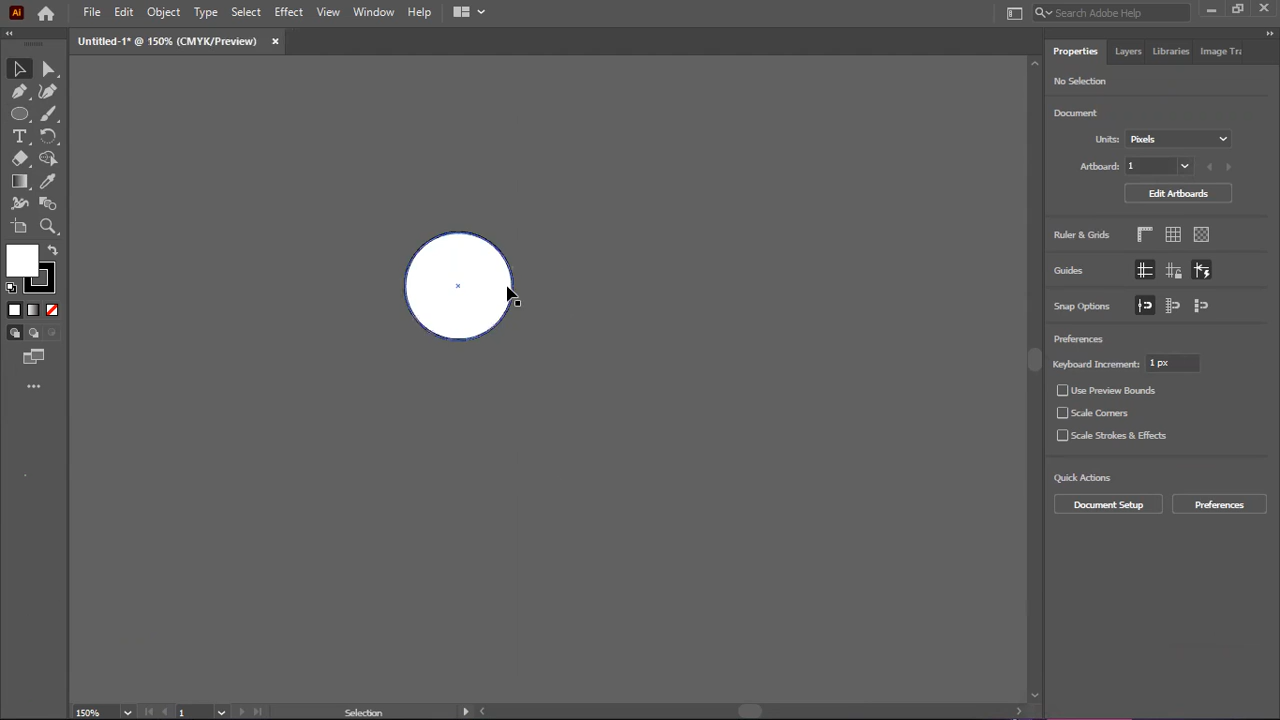 Ai File Edit Object Type Select Effect View Window Help Search Adobe Help
Untitled-1* @ 150% (CMYK/Preview) ×
Properties Layers Libraries Image Tra
No Selection
Document
Units: Pixels
Artboard: 1
Edit Artboards
Ruler & Grids
Guides
Snap Options
Preferences
Keyboard Increment: 1 px
Use Preview Bounds
Scale Corners
Scale Strokes & Effects
Quick Actions
Document Setup Preferences
150% 1 Selection